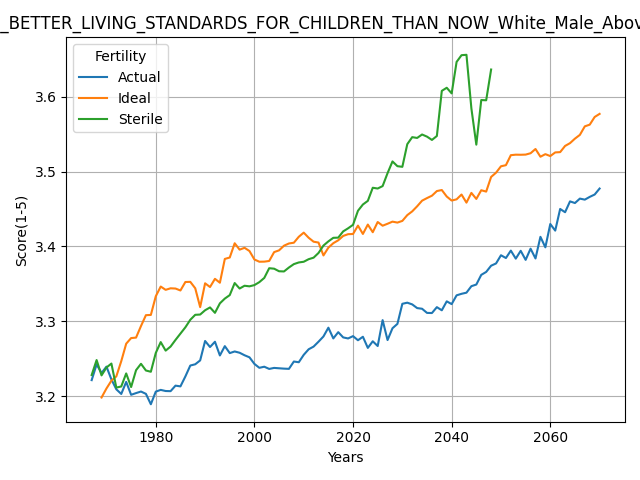 _BETTER_LIVING_STANDARDS_FOR_CHILDREN_THAN_NOW_White_Male_Abov
Fertility
Actual
Ideal
Sterile
Score(1-5)
3.6
3.5
3.4
3.3
3.2
1980 2000 2020 2040 2060
Years